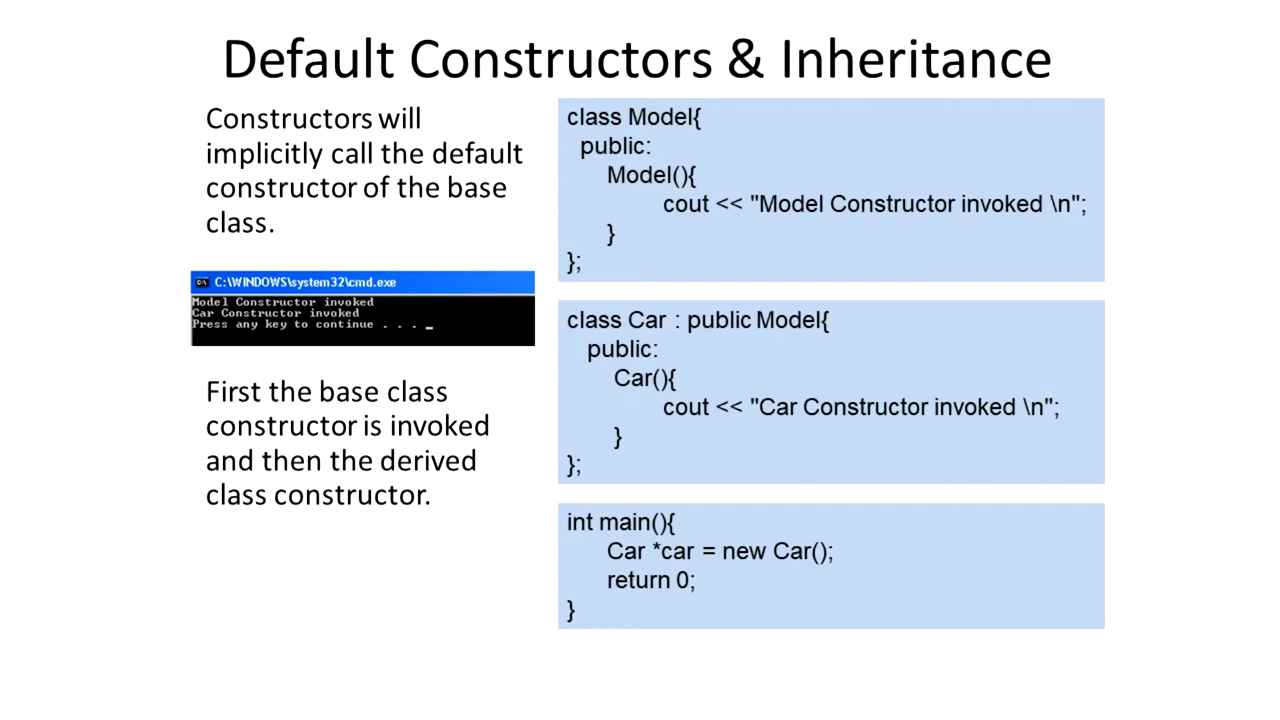 Default Constructors & Inheritance
Constructors will
implicitly call the default
constructor of the base
class.
C:\WINDOWS\system32\cmd.exe
Model Constructor invoked
Car Constructor invoked
Press any key to continue . . . _
First the base class
constructor is invoked
and then the derived
class constructor.
class Model{
public:
Model(){
cout << "Model Constructor invoked \n";
}
};
class Car : public Model{
public:
Car(){
cout << "Car Constructor invoked \n";
}
};
int main(){
Car *car = new Car();
return 0;
}